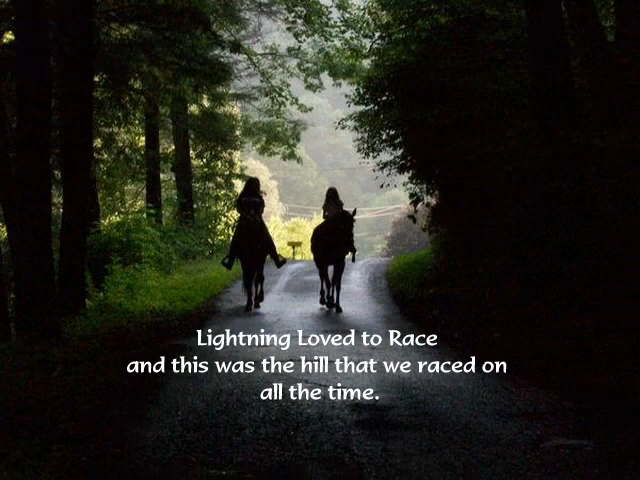 Lightning Loved to Race
and this was the hill that we raced on
all the time.